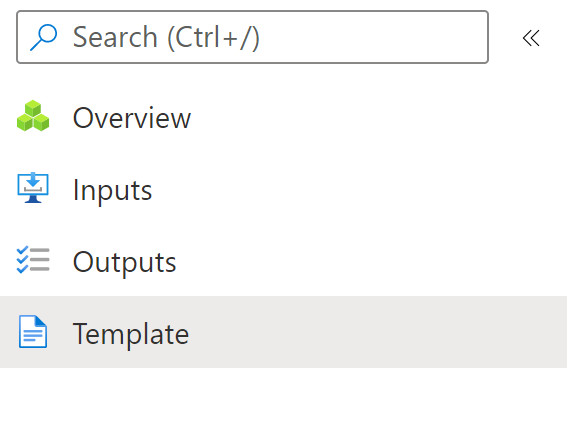 Search (Ctrl+/)
Overview
Inputs
Outputs
Template